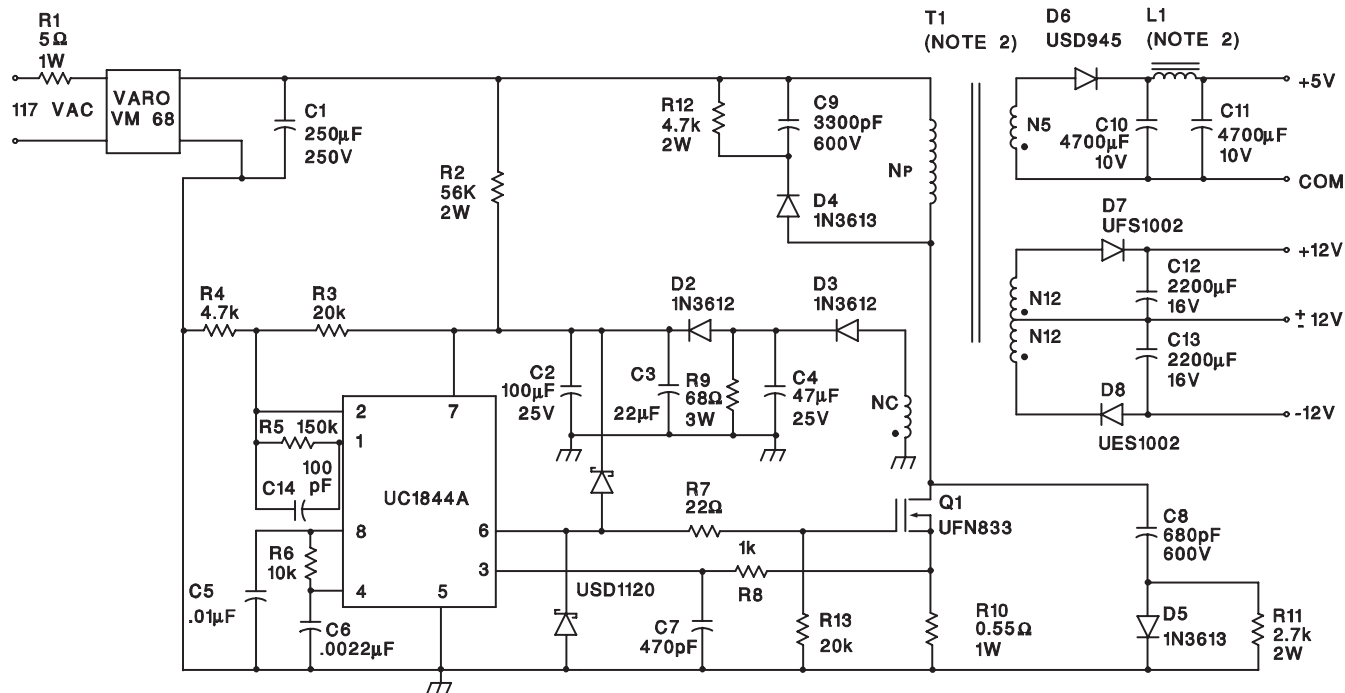 R1
5Ω
1W
117 VAC
VARO
VM 68
C1
250μF
250V
R2
56K
2W
R12
4.7k
2W
C9
3300pF
600V
D4
1N3613
NP
T1
(NOTE 2)
D6
USD945
L1
(NOTE 2)
N5
C10
4700μF
10V
C11
4700μF
10V
+5V
COM
D7
UFS1002
N12
N12
C12
2200μF
16V
C13
2200μF
16V
D8
UES1002
+12V
± 12V
-12V
R4
4.7k
R3
20k
D2
1N3612
D3
1N3612
C2
100μF
25V
C3
22μF
R9
68Ω
3W
C4
47μF
25V
NC
R5 150k
C14
100
pF
2
1
7
UC1844A
8
4
5
6
3
R6
10k
C5
.01μF
C6
.0022μF
USD1120
R7
22Ω
1k
R8
C7
470pF
R13
20k
Q1
UFN833
R10
0.55Ω
1W
C8
680pF
600V
D5
1N3613
R11
2.7k
2W